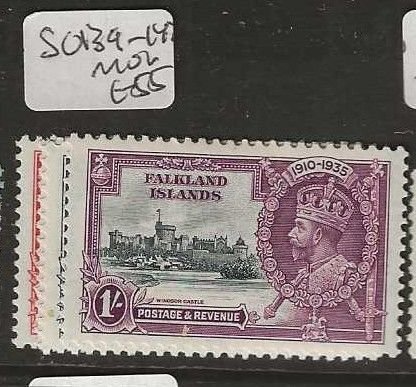 SG139-142
MOG
£55
1910-1935
FALKLAND
ISLANDS
WINDSOR CASTLE
1/-
POSTAGE & REVENUE